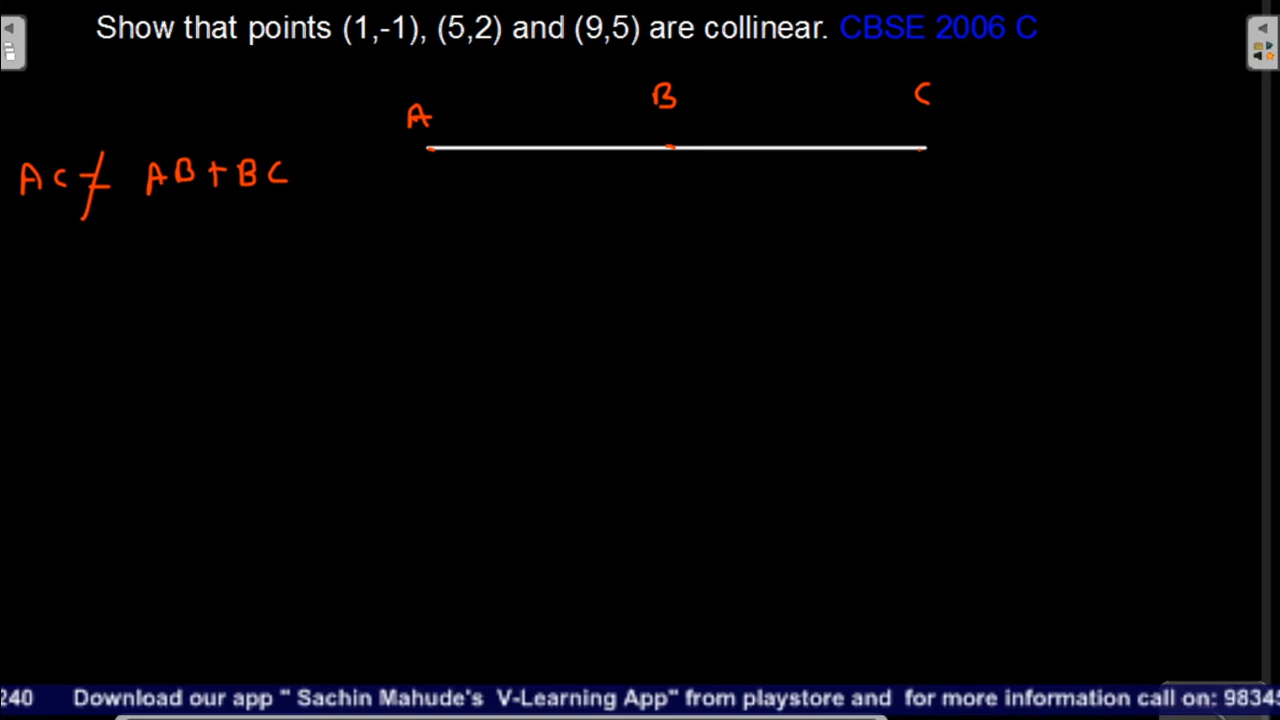 Show that points (1,-1), (5,2) and (9,5) are collinear. CBSE 2006 C
A B C
AC ≠ AB+BC
240 Download our app " Sachin Mahude's V-Learning App" from playstore and for more information call on: 9834